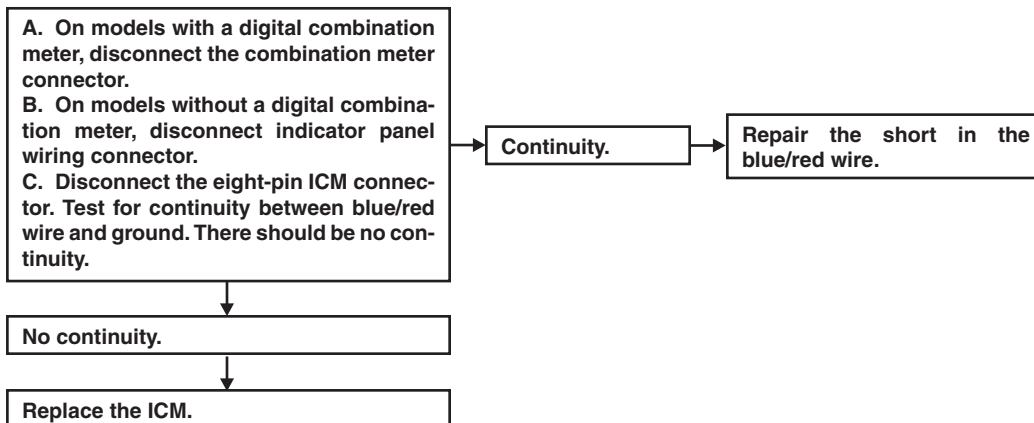 A. On models with a digital combination
meter, disconnect the combination meter
connector.
B. On models without a digital combina-
tion meter, disconnect indicator panel
wiring connector.
C. Disconnect the eight-pin ICM connec-
tor. Test for continuity between blue/red
wire and ground. There should be no con-
tinuity.
Continuity.
Repair the short in the
blue/red wire.
No continuity.
Replace the ICM.